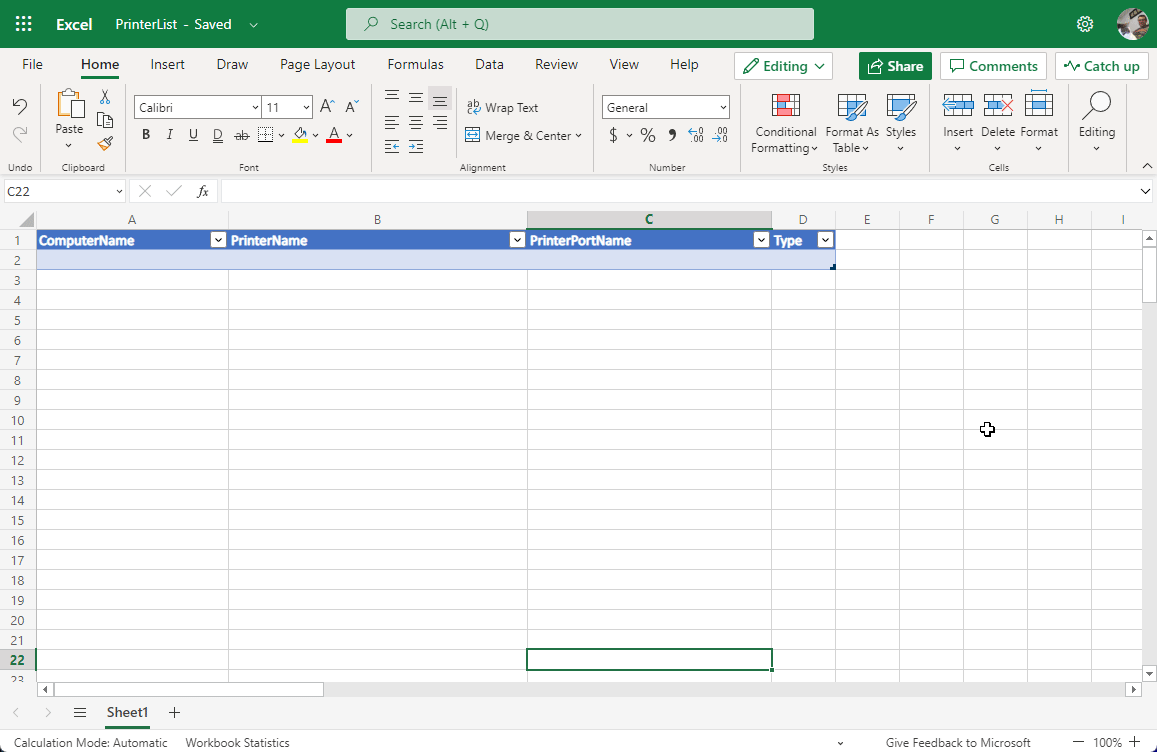 Excel PrinterList - Saved Search (Alt + Q)
File Home Insert Draw Page Layout Formulas Data Review View Help Editing Share Comments Catch up
Calibri 11 Wrap Text General
Paste Conditional Formatting Format As Table Styles Insert Delete Format Editing
B I U D ab Merge & Center $ % .00 .00
Undo Clipboard Font Alignment Number Styles Cells
C22 fx
A B C D E F G H I
1 ComputerName PrinterName PrinterPortName Type
2
3
4
5
6
7
8
9
10
11
12
13
14
15
16
17
18
19
20
21
22
23
Sheet1
Calculation Mode: Automatic Workbook Statistics Give Feedback to Microsoft 100%